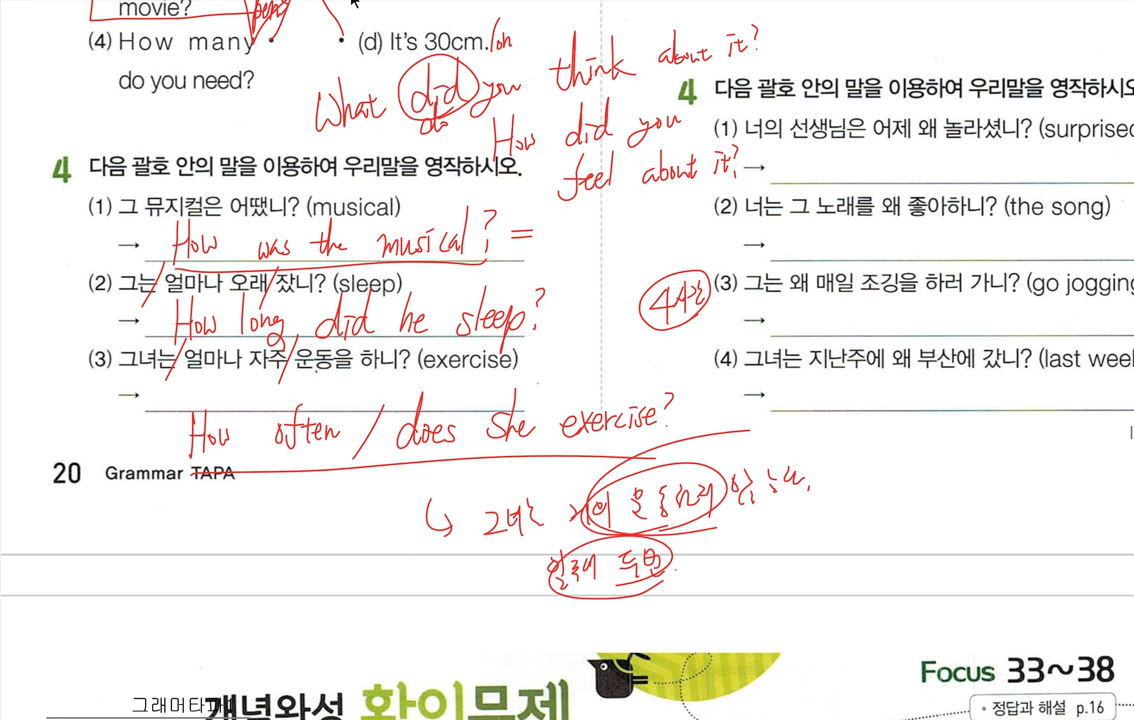 movie?
(4) How many
do you need?
(d) It's 30cm.
What did you think about it?
do
How did you
feel about it?
4 다음 괄호 안의 말을 이용하여 우리말을 영작하시오.
(1) 그 뮤지컬은 어땠니? (musical)
→ How was the musical? =
(2) 그는 / 얼마나 오래 / 잤니? (sleep)
→ How long did he sleep?
(3) 그녀는 / 얼마나 자주 / 운동을 하니? (exercise)
→
How often / does she exercise?
20 Grammar TAPA
↳ 그녀는
일주에 두번
4 다음 괄호 안의 말을 이용하여 우리말을 영작하시오
(1) 너의 선생님은 어제 왜 놀라셨니? (surprised
→
(2) 너는 그 노래를 왜 좋아하니? (the song)
→
4시간
(3) 그는 왜 매일 조깅을 하러 가니? (go jogging
→
(4) 그녀는 지난주에 왜 부산에 갔니? (last week
→
개념완성 확인문제
그래머타파
Focus 33~38
• 정답과 해설 p.16